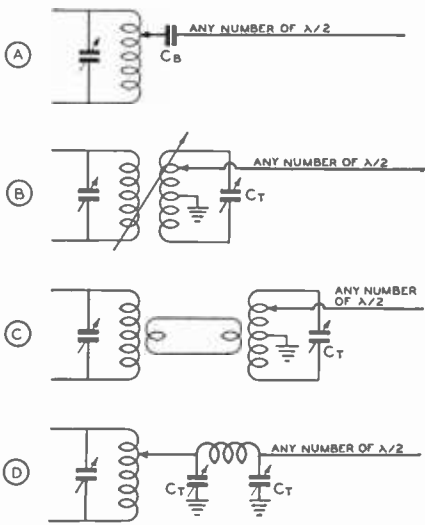 A
ANY NUMBER OF λ/2
CB
B
ANY NUMBER OF λ/2
CT
C
ANY NUMBER
OF λ/2
CT
D
ANY NUMBER OF λ/2
CT
CT